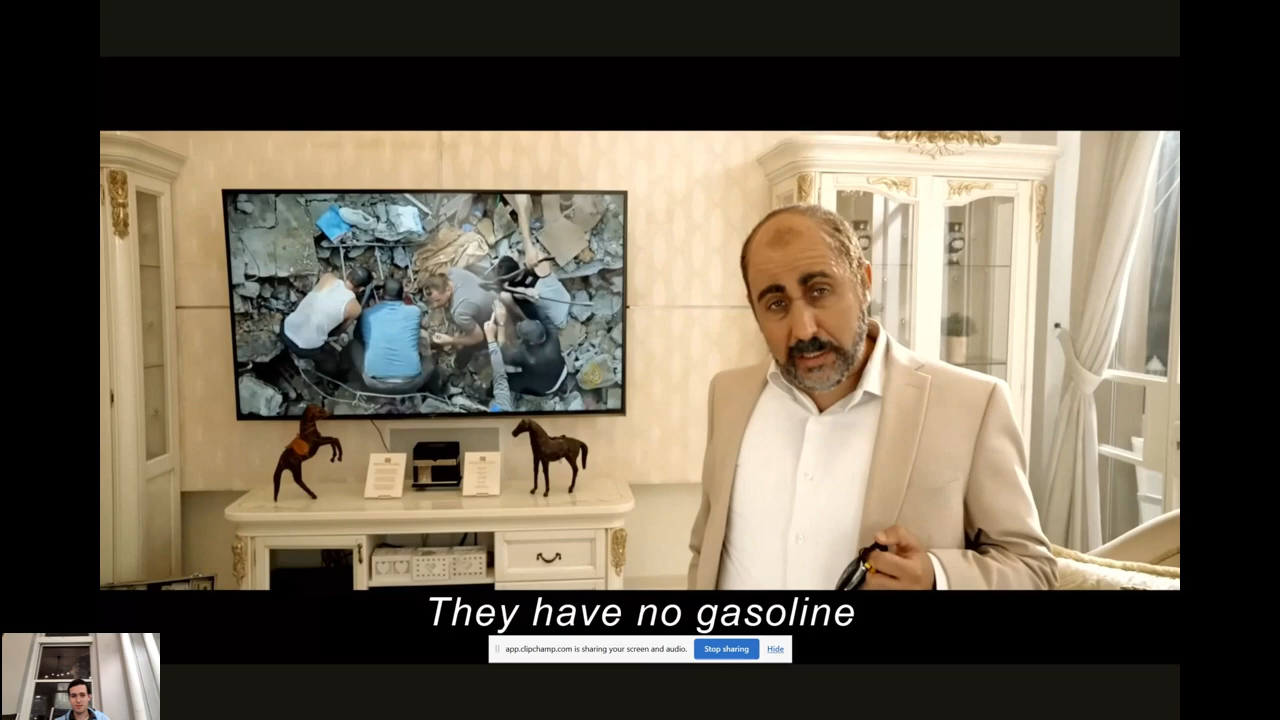 They have no gasoline
app.clipchamp.com is sharing your screen and audio.
Stop sharing
Hide